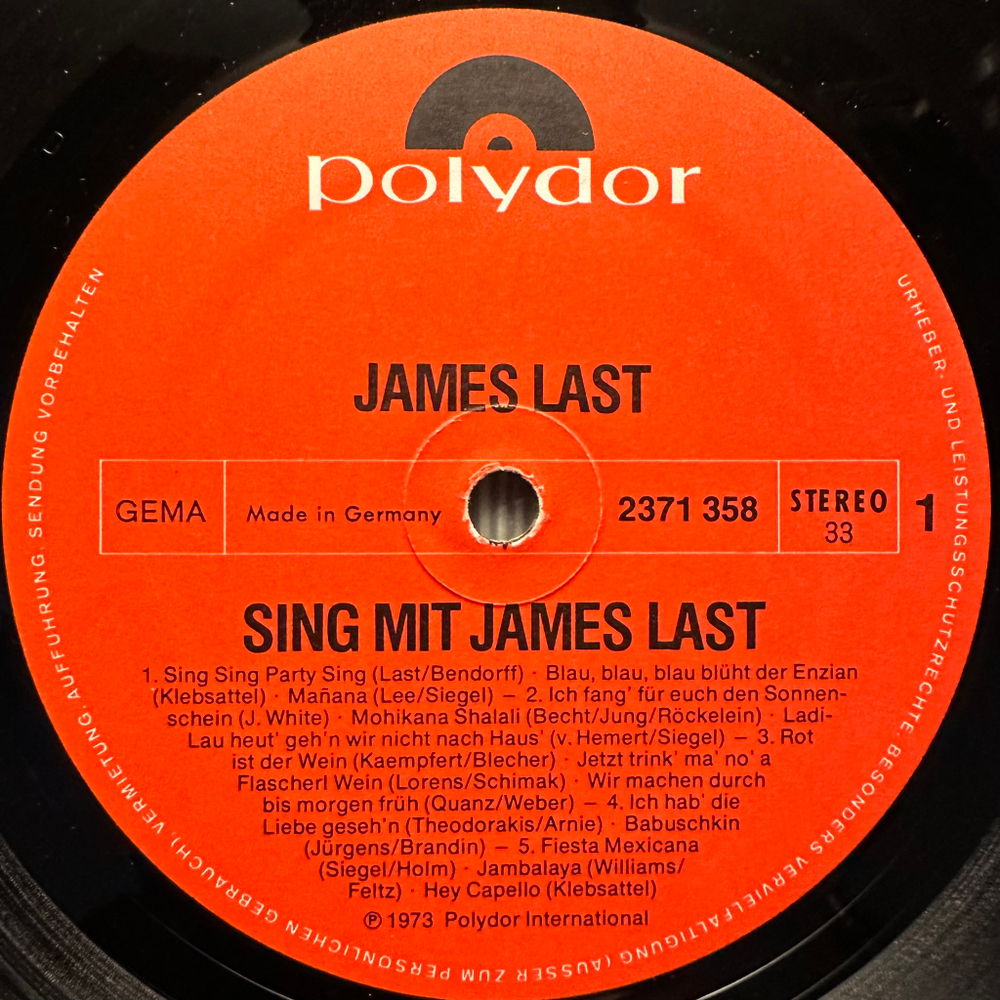 polydor
JAMES LAST
GEMA
Made in Germany
2371 358
STEREO
33
1
SING MIT JAMES LAST
1. Sing Sing Party Sing (Last/Bendorff) · Blau, blau, blau blüht der Enzian
(Klebsattel) · Mañana (Lee/Siegel) – 2. Ich fang' für euch den Sonnen-
schein (J. White) · Mohikana Shalali (Becht/Jung/Röckelein) · Ladi-
Lau heut' geh'n wir nicht nach Haus' (v. Hemert/Siegel) – 3. Rot
ist der Wein (Kaempfert/Blecher) · Jetzt trink' ma' no' a
Flascherl Wein (Lorens/Schimak) · Wir machen durch
bis morgen früh (Quanz/Weber) – 4. Ich hab' die
Liebe geseh'n (Theodorakis/Arnie) · Babuschkin
(Jürgens/Brandin) – 5. Fiesta Mexicana
(Siegel/Holm) · Jambalaya (Williams/
Feltz) · Hey Capello (Klebsattel)
℗ 1973 Polydor International
URHEBER- UND LEISTUNGSSCHUTZRECHTE, BESONDERS VERVIELFÄLTIGUNG (AUSSER ZUM PERSÖNLICHEN GEBRAUCH), VERMIETUNG, AUFFÜHRUNG, SENDUNG VORBEHALTEN